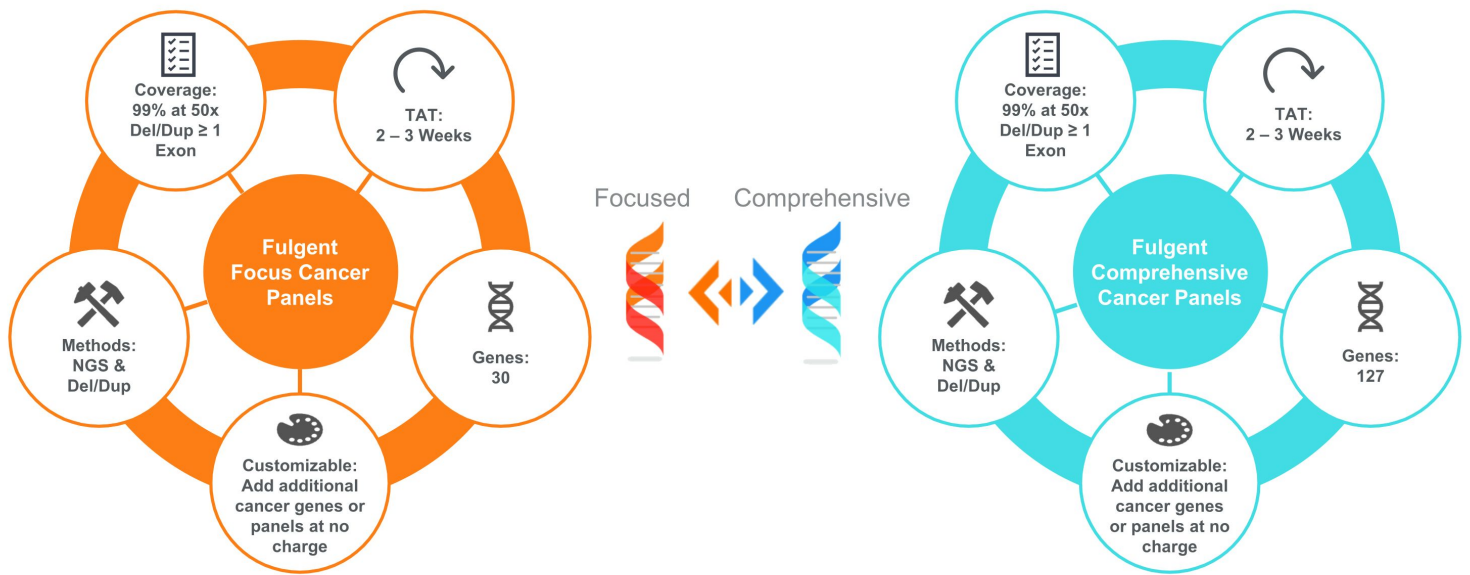 Coverage:
99% at 50x
Del/Dup ≥ 1
Exon
TAT:
2 – 3 Weeks
Fulgent
Focus Cancer
Panels
Methods:
NGS &
Del/Dup
Genes:
30
Customizable:
Add additional
cancer genes or
panels at no
charge
Focused
Comprehensive
Coverage:
99% at 50x
Del/Dup ≥ 1
Exon
TAT:
2 – 3 Weeks
Fulgent
Comprehensive
Cancer Panels
Methods:
NGS &
Del/Dup
Genes:
127
Customizable:
Add additional
cancer genes
or panels at no
charge